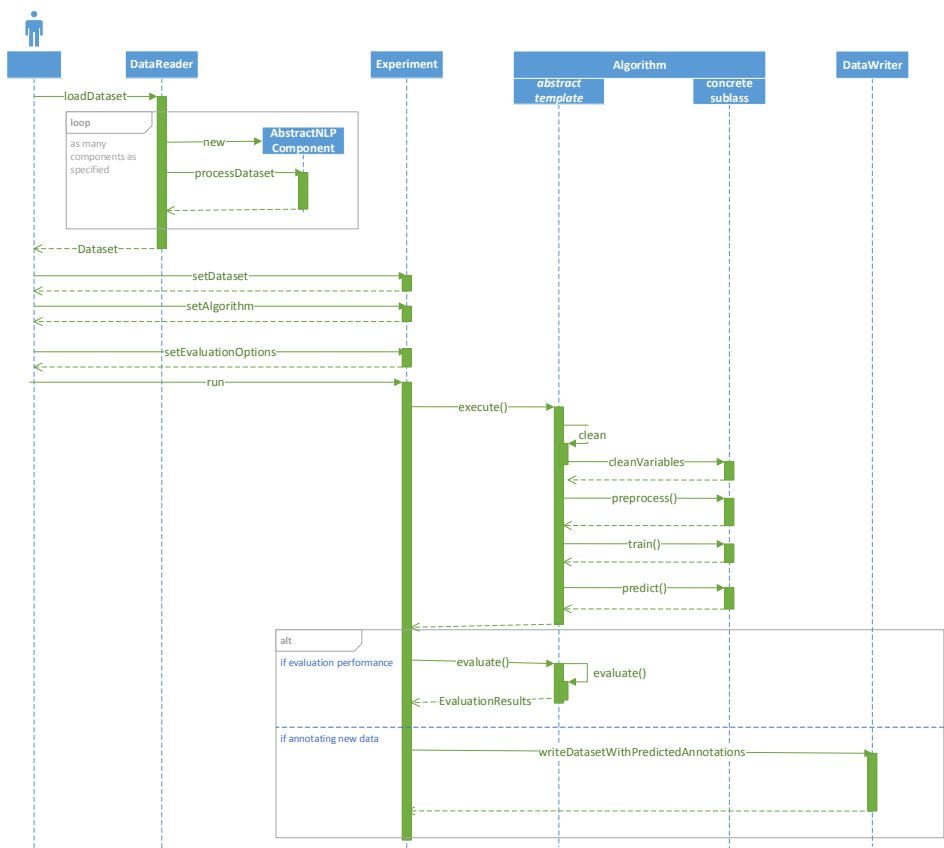 DataReader
Experiment
Algorithm
DataWriter
abstract
template
concrete
sublass
loadDataset
loop
as many
components as
specified
new
AbstractNLP
Component
processDataset
Dataset
setDataset
setAlgorithm
setEvaluationOptions
run
execute()
clean
cleanVariables
preprocess()
train()
predict()
alt
if evaluation performance
evaluate()
evaluate()
EvaluationResults
if annotating new data
writeDatasetWithPredictedAnnotations